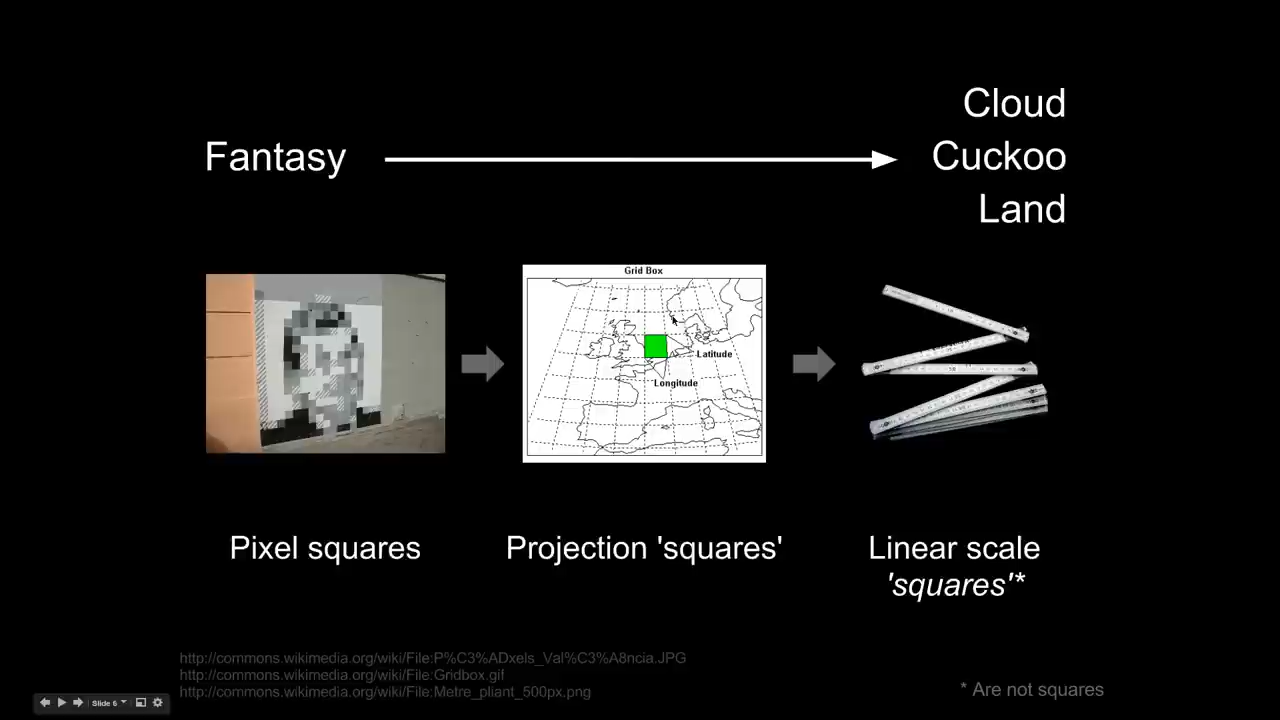 Cloud
Fantasy
Cuckoo
Land
Grid Box
Latitude
Longitude
Pixel squares
Projection 'squares'
Linear scale
'squares'*
http://commons.wikimedia.org/wiki/File:P%C3%ADxels_Val%C3%A8ncia.JPG
http://commons.wikimedia.org/wiki/File:Gridbox.gif
http://commons.wikimedia.org/wiki/File:Metre_pliant_500px.png
* Are not squares
Slide 6